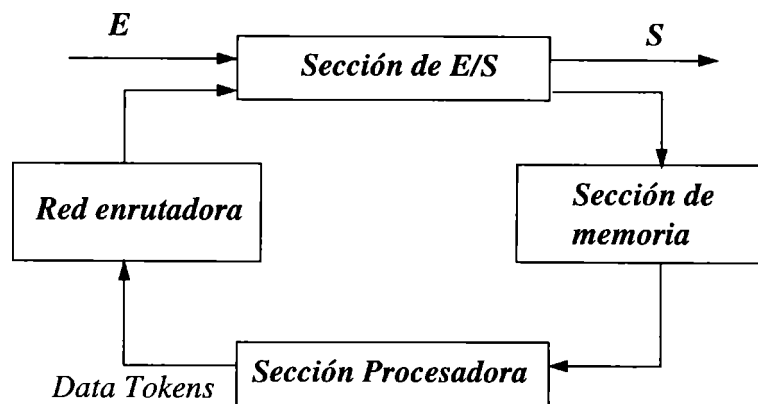 E
S
Sección de E/S
Red enrutadora
Sección de
memoria
Sección Procesadora
Data Tokens